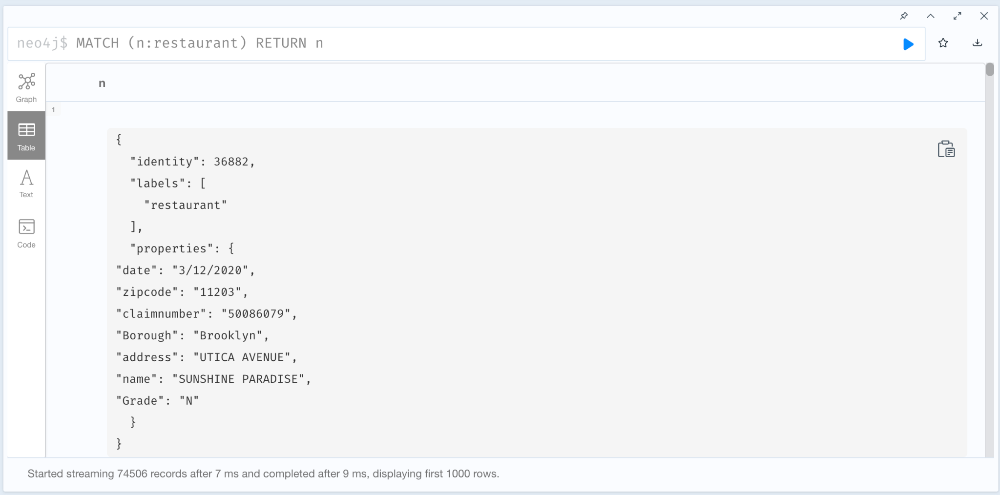 neo4j$ MATCH (n:restaurant) RETURN n
Graph
Table
Text
Code
n
1
{
"identity": 36882,
"labels": [
"restaurant"
],
"properties": {
"date": "3/12/2020",
"zipcode": "11203",
"claimnumber": "50086079",
"Borough": "Brooklyn",
"address": "UTICA AVENUE",
"name": "SUNSHINE PARADISE",
"Grade": "N"
}
}
Started streaming 74506 records after 7 ms and completed after 9 ms, displaying first 1000 rows.